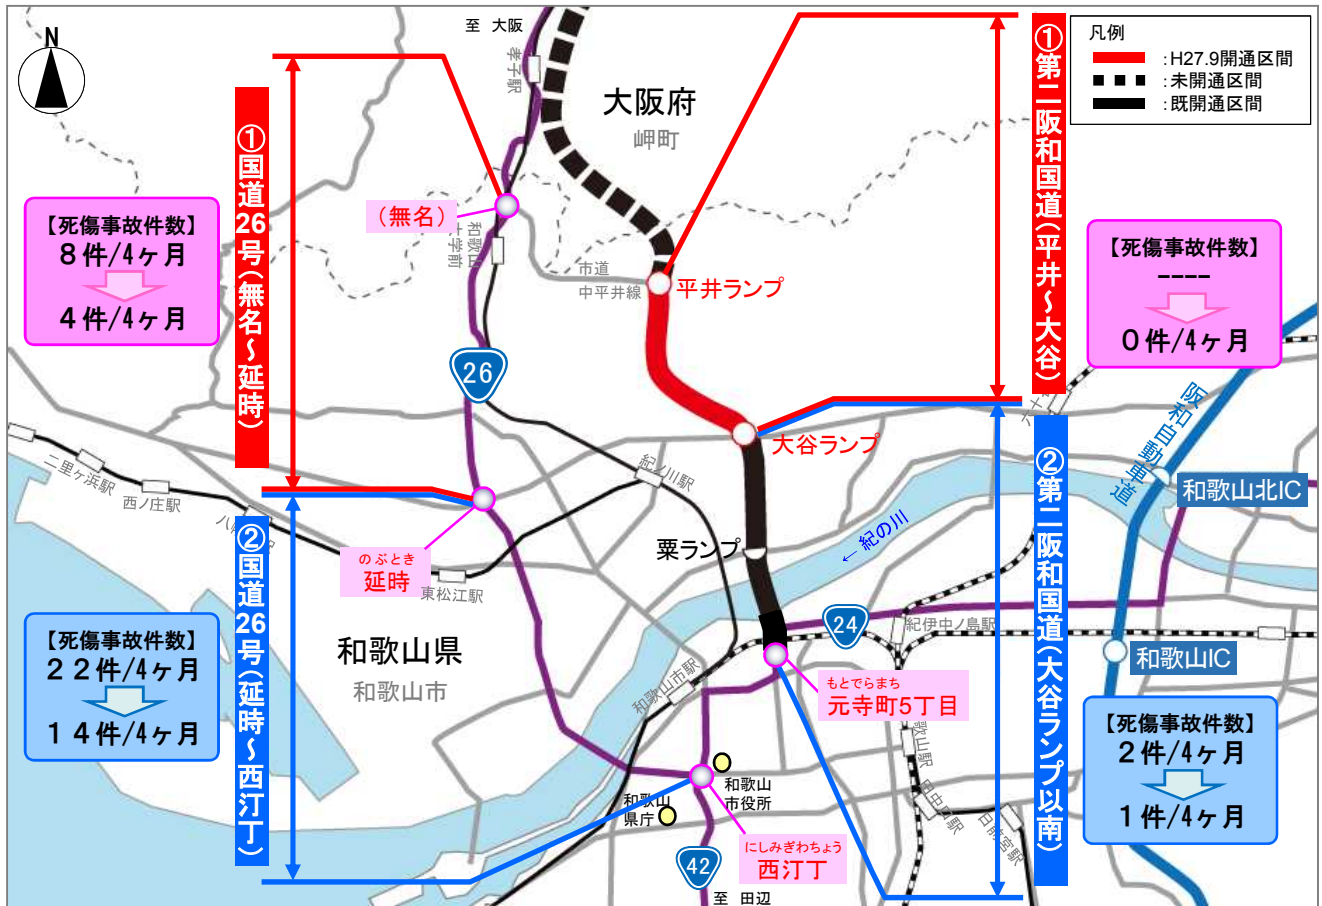 至 大阪
N
孝子駅
大阪府
岬町
凡例
：H27.9開通区間
：未開通区間
：既開通区間
①国道26号（無名～延時）
①第二阪和国道（平井～大谷）
【死傷事故件数】
8件/4ヶ月
4件/4ヶ月
（無名）
和歌山
大学前
市道
中平井線
平井ランプ
【死傷事故件数】
----
0件/4ヶ月
26
大谷ランプ
阪和自動車道
和歌山北IC
二里ヶ浜駅
西ノ庄駅
紀ノ川駅
粟ランプ
← 紀の川
のぶとき
延時
東松江駅
②国道26号（延時～西汀丁）
②第二阪和国道（大谷ランプ以南）
【死傷事故件数】
22件/4ヶ月
14件/4ヶ月
和歌山県
和歌山市
24
紀伊中ノ島駅
和歌山IC
和歌山市駅
もとでらまち
元寺町5丁目
【死傷事故件数】
2件/4ヶ月
1件/4ヶ月
歌山駅
田中口駅
日前宮駅
和歌山
市役所
和歌山
県庁
にしみぎわちょう
西汀丁
42
至 田辺